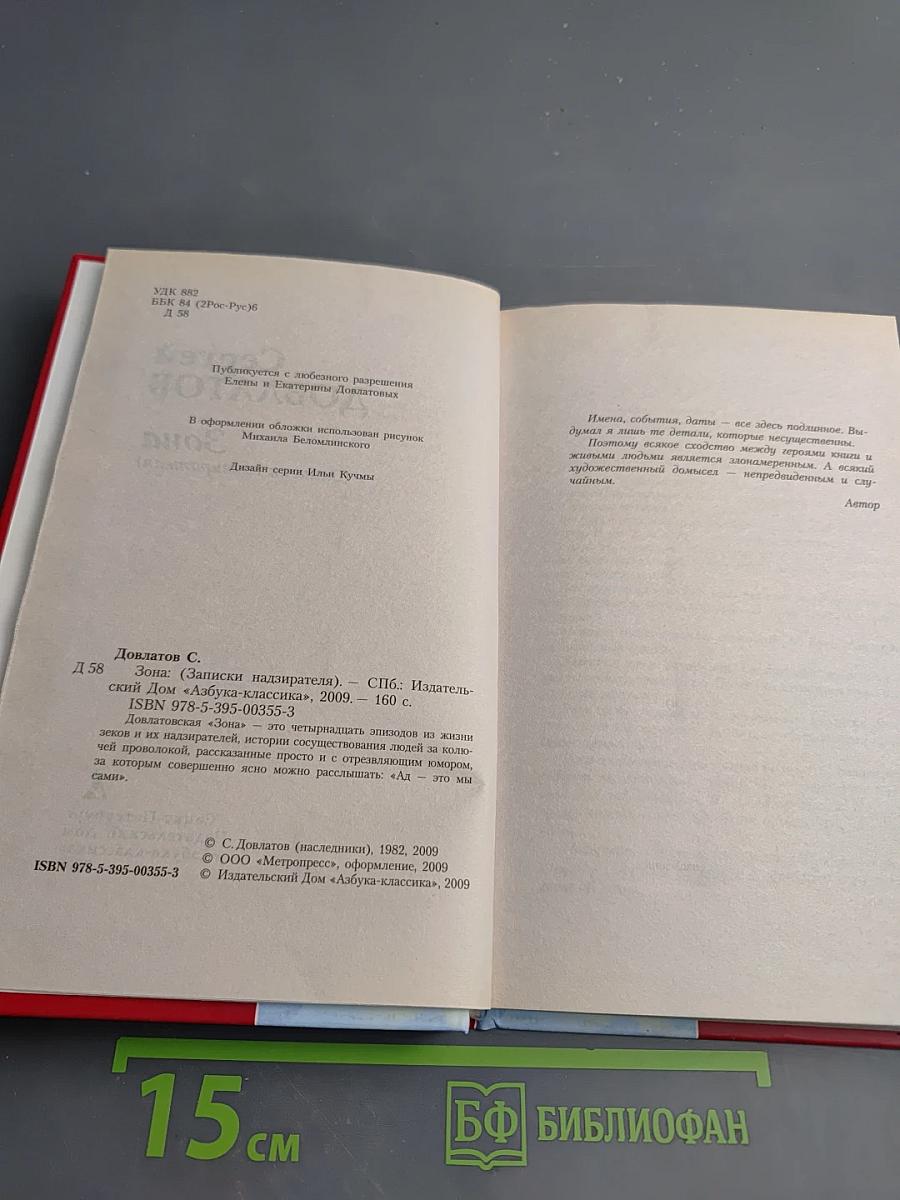 УДК 882
ББК 84 (2Рос-Рус)6
Д 58
Публикуется с любезного разрешения
Елены и Екатерины Довлатовых
В оформлении обложки использован рисунок
Михаила Беломлинского
Дизайн серии Ильи Кучмы
Довлатов С.
Д 58 Зона: (Записки надзирателя). — СПб.: Издатель-
ский Дом «Азбука-классика», 2009. — 160 с.
ISBN 978-5-395-00355-3
Довлатовская «Зона» — это четырнадцать эпизодов из жизни
зеков и их надзирателей, истории сосуществования людей за колю-
чей проволокой, рассказанные просто и с отрезвляющим юмором,
за которым совершенно ясно можно расслышать: «Ад — это мы
сами».
© С. Довлатов (наследники), 1982, 2009
© ООО «Метропресс», оформление, 2009
ISBN 978-5-395-00355-3 © Издательский Дом «Азбука-классика», 2009
Имена, события, даты — все здесь подлинное. Вы-
думал я лишь те детали, которые несущественны.
Поэтому всякое сходство между героями книги и
живыми людьми является злонамеренным. А всякий
художественный домысел — непредвиденным и слу-
чайным.
Автор
15 см
БФ БИБЛИОФАН